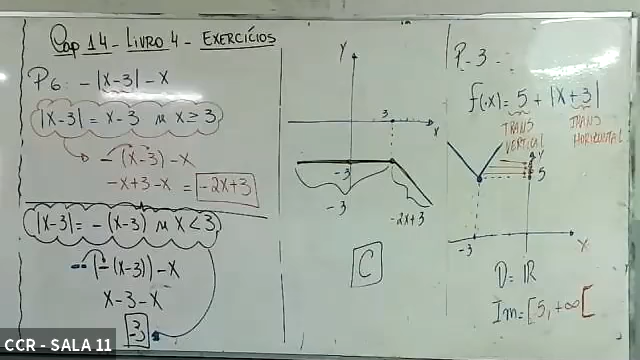 Cap 14 - Livro 4 - Exercícios
P6: -|x-3| - x
|x-3| = x-3 se x ≥ 3
-(x-3) - x
-x+3-x = -2x+3
|x-3| = -(x-3) se x < 3
-(-(x-3)) - x
x-3-x
-3
y
3
x
-3
-3
-2x+3
C
P-3 -
f(x) = 5 + |x+3|
TRANS VERTICAL
TRANS HORIZONTAL
y
5
-3
x
D = ℝ
Im = [5, +∞[
CCR - SALA 11